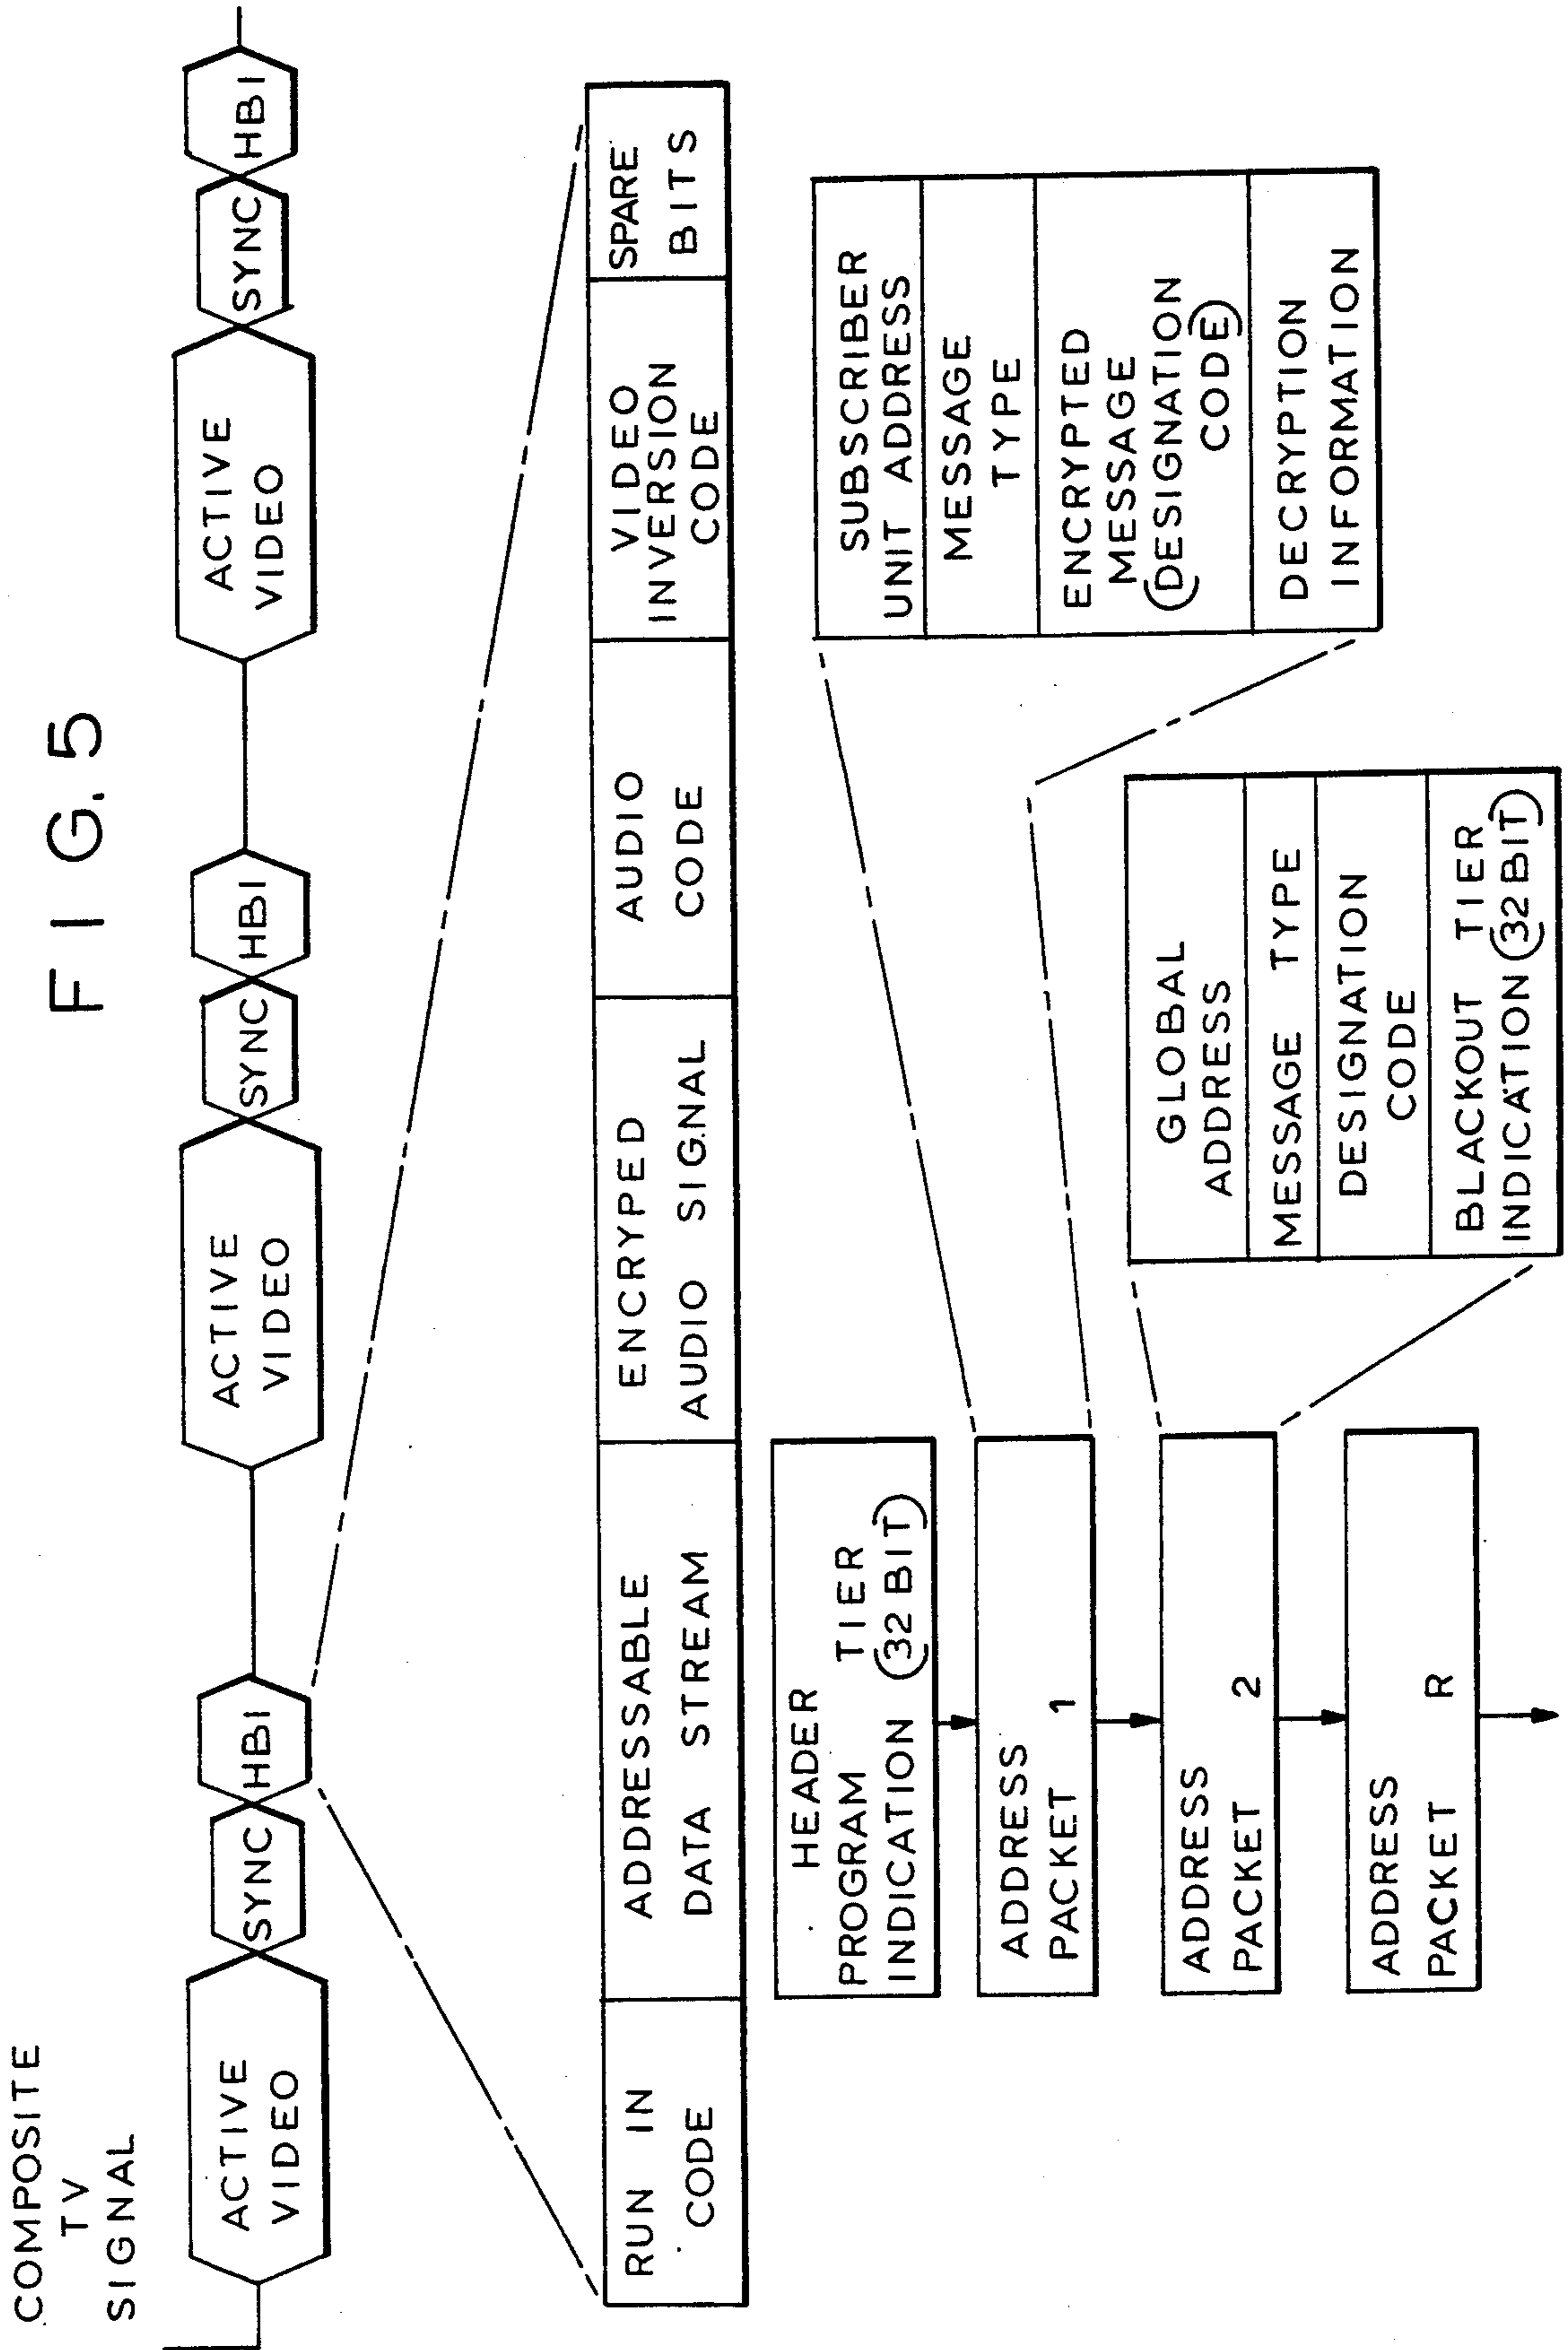 FIG. 5
COMPOSITE
TV
SIGNAL
ACTIVE
VIDEO
SYNC
HBI
ACTIVE
VIDEO
SYNC
HBI
ACTIVE
VIDEO
SYNC
HBI
RUN IN
CODE
ADDRESSABLE
DATA STREAM
ENCRYPED
AUDIO SIGNAL
AUDIO
CODE
VIDEO
INVERSION
CODE
SPARE
BITS
HEADER
PROGRAM TIER
INDICATION (32 BIT)
ADDRESS
PACKET 1
ADDRESS
PACKET 2
ADDRESS
PACKET R
SUBSCRIBER
UNIT ADDRESS
MESSAGE
TYPE
ENCRYPTED
MESSAGE
(DESIGNATION
CODE)
DECRYPTION
INFORMATION
GLOBAL
ADDRESS
MESSAGE TYPE
DESIGNATION
CODE
BLACKOUT TIER
INDICATION (32 BIT)